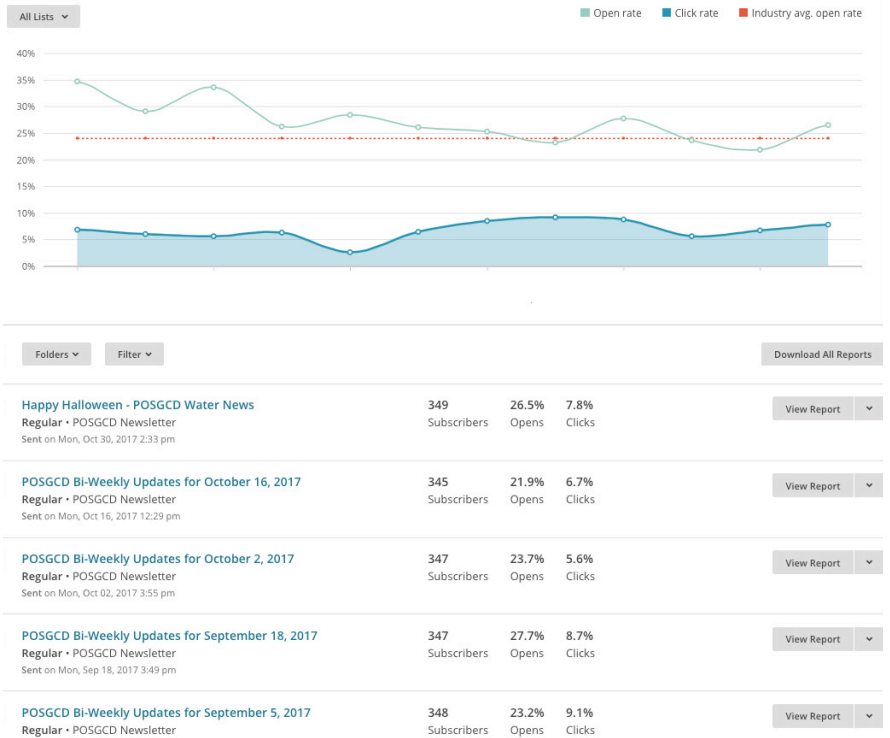 All Lists
Open rate Click rate Industry avg. open rate
40%
35%
30%
25%
20%
15%
10%
5%
0%
Folders Filter Download All Reports
Happy Halloween - POSGCD Water News 349 26.5% 7.8% View Report
Regular • POSGCD Newsletter Subscribers Opens Clicks
Sent on Mon, Oct 30, 2017 2:33 pm
POSGCD Bi-Weekly Updates for October 16, 2017 345 21.9% 6.7% View Report
Regular • POSGCD Newsletter Subscribers Opens Clicks
Sent on Mon, Oct 16, 2017 12:29 pm
POSGCD Bi-Weekly Updates for October 2, 2017 347 23.7% 5.6% View Report
Regular • POSGCD Newsletter Subscribers Opens Clicks
Sent on Mon, Oct 02, 2017 3:55 pm
POSGCD Bi-Weekly Updates for September 18, 2017 347 27.7% 8.7% View Report
Regular • POSGCD Newsletter Subscribers Opens Clicks
Sent on Mon, Sep 18, 2017 3:49 pm
POSGCD Bi-Weekly Updates for September 5, 2017 348 23.2% 9.1% View Report
Regular • POSGCD Newsletter Subscribers Opens Clicks